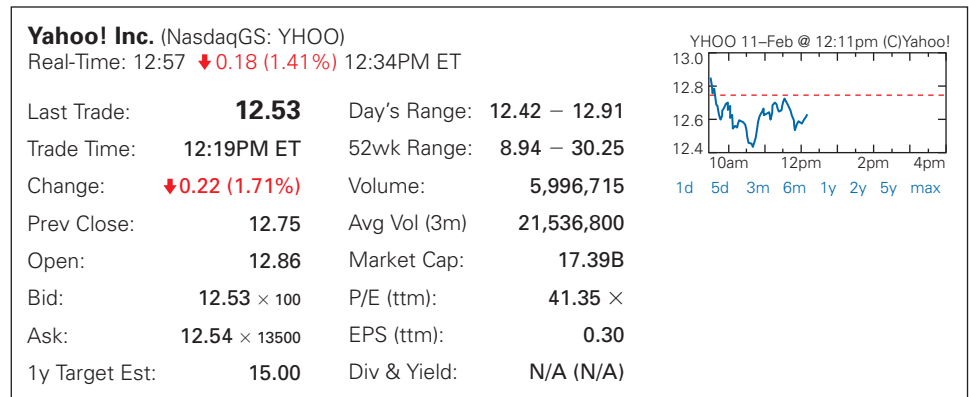 Yahoo! Inc. (NasdaqGS: YHOO)
Real-Time: 12:57 ↓0.18 (1.41%) 12:34PM ET
Last Trade: 12.53 Day's Range: 12.42 – 12.91
Trade Time: 12:19PM ET 52wk Range: 8.94 – 30.25
Change: ↓0.22 (1.71%) Volume: 5,996,715
Prev Close: 12.75 Avg Vol (3m) 21,536,800
Open: 12.86 Market Cap: 17.39B
Bid: 12.53 × 100 P/E (ttm): 41.35 ×
Ask: 12.54 × 13500 EPS (ttm): 0.30
1y Target Est: 15.00 Div & Yield: N/A (N/A)
YHOO 11–Feb @ 12:11pm (C)Yahoo!
13.0
12.8
12.6
12.4
10am 12pm 2pm 4pm
1d 5d 3m 6m 1y 2y 5y max